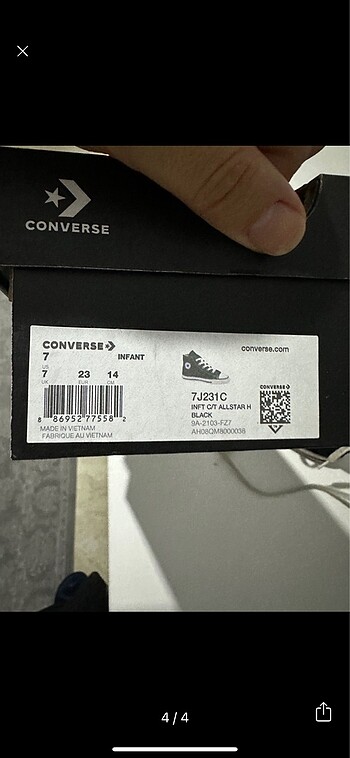 CONVERSE
CONVERSE
converse.com
7 INFANT
US
7 23 14
UK EUR CM
7J231C
INFT C/T ALLSTAR H
BLACK
9A-2103-FZ7
AH08QM8000038
CONVERSE
8 86952 77558 2
MADE IN VIETNAM
FABRIQUE AU VIETNAM
4 / 4